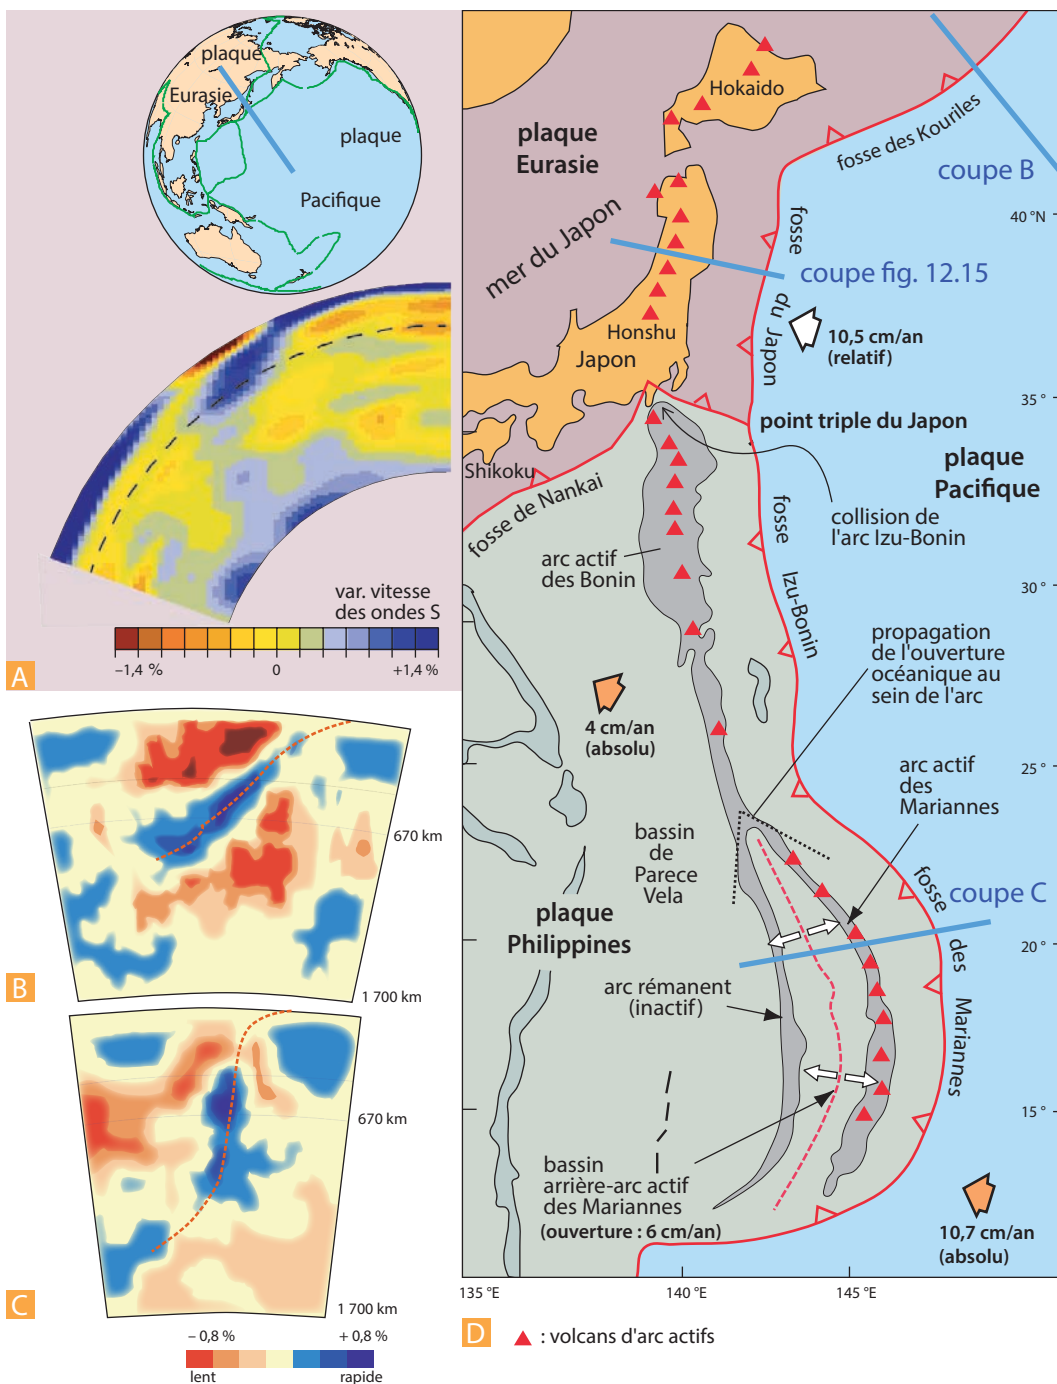 plaque
Eurasie
plaque
Pacifique
var. vitesse
des ondes S
–1,4 %
0
+1,4 %
A
670 km
1 700 km
B
670 km
1 700 km
C
– 0,8 %
+ 0,8 %
lent
rapide
Hokaido
plaque
Eurasie
fosse des Kouriles
coupe B
40 °N
mer du Japon
fosse
du Japon
coupe fig. 12.15
Honshu
Japon
10,5 cm/an
(relatif)
35 °
point triple du Japon
Shikoku
fosse de Nankai
plaque
Pacifique
collision de
l'arc Izu-Bonin
fosse
Izu-Bonin
arc actif
des Bonin
30 °
propagation
de l'ouverture
océanique au
sein de l'arc
4 cm/an
(absolu)
25 °
arc actif
des
Mariannes
bassin
de
Parece
Vela
fosse
des
Mariannes
coupe C
plaque
Philippines
20 °
arc rémanent
(inactif)
15 °
bassin
arrière-arc actif
des Mariannes
(ouverture : 6 cm/an)
10,7 cm/an
(absolu)
135 °E
140 °E
145°E
D
: volcans d'arc actifs